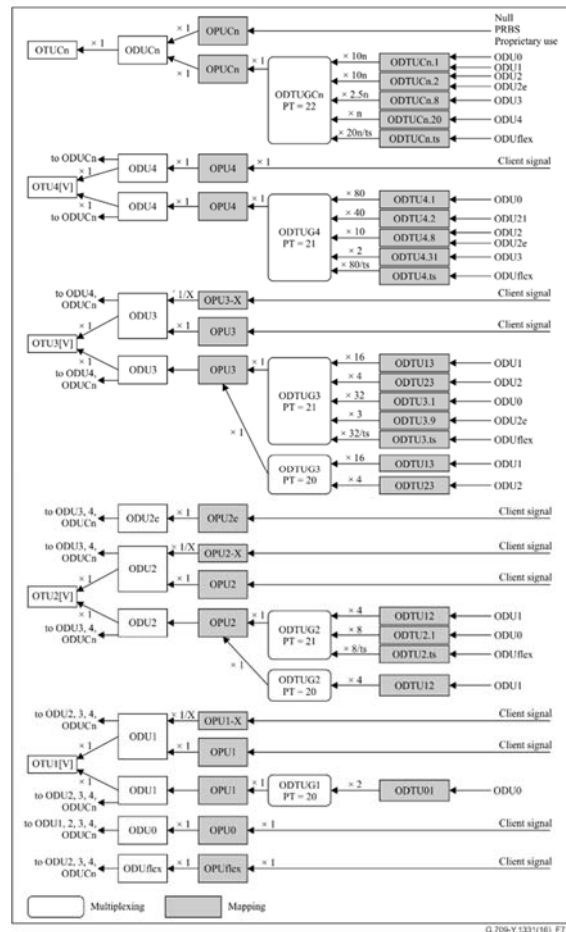 Null
PRBS
Proprietary use
OTUCn
× 1
ODUCn
× 1
OPUCn
× 1
OPUCn
× 1
ODTUGCn
PT = 22
× 10n
ODTUCn.1
ODU0
ODU1
× 10n
ODTUCn.2
ODU2
ODU2e
× 2.5n
ODTUCn.8
ODU3
× n
ODTUCn.20
ODU4
× 20n/ts
ODTUCn.ts
ODUflex
to ODUCn
ODU4
× 1
OPU4
× 1
Client signal
× 1
OTU4[V]
× 1
to ODUCn
ODU4
× 1
OPU4
× 1
ODTUG4
PT = 21
× 80
ODTU4.1
ODU0
× 40
ODTU4.2
ODU21
× 10
ODTU4.8
ODU2
ODU2e
× 2
ODTU4.31
ODU3
× 80/ts
ODTU4.ts
ODUflex
to ODU4,
ODUCn
ODU3
× 1/X
OPU3-X
Client signal
× 1
OPU3
Client signal
× 1
OTU3[V]
× 1
to ODU4,
ODUCn
ODU3
OPU3
× 1
ODTUG3
PT = 21
× 16
ODTU13
ODU1
× 4
ODTU23
ODU2
× 32
ODTU3.1
ODU0
× 3
ODTU3.9
ODU2e
× 32/ts
ODTU3.ts
ODUflex
× 1
ODTUG3
PT = 20
× 16
ODTU13
ODU1
× 4
ODTU23
ODU2
to ODU3, 4,
ODUCn
ODU2e
× 1
OPU2e
Client signal
to ODU3, 4,
ODUCn
ODU2
× 1/X
OPU2-X
Client signal
× 1
OPU2
Client signal
× 1
OTU2[V]
× 1
to ODU3, 4,
ODUCn
ODU2
OPU2
× 1
ODTUG2
PT = 21
× 4
ODTU12
ODU1
× 8
ODTU2.1
ODU0
× 8/ts
ODTU2.ts
ODUflex
× 1
ODTUG2
PT = 20
× 4
ODTU12
ODU1
to ODU2, 3, 4,
ODUCn
ODU1
× 1/X
OPU1-X
Client signal
× 1
OPU1
Client signal
× 1
OTU1[V]
× 1
to ODU2, 3, 4,
ODUCn
ODU1
× 1
OPU1
× 1
ODTUG1
PT = 20
× 2
ODTU01
ODU0
to ODU1, 2, 3, 4,
ODUCn
ODU0
× 1
OPU0
× 1
Client signal
to ODU2, 3, 4,
ODUCn
ODUflex
× 1
OPUflex
× 1
Client signal
Multiplexing
Mapping
G.709-Y.1331(16)_F7